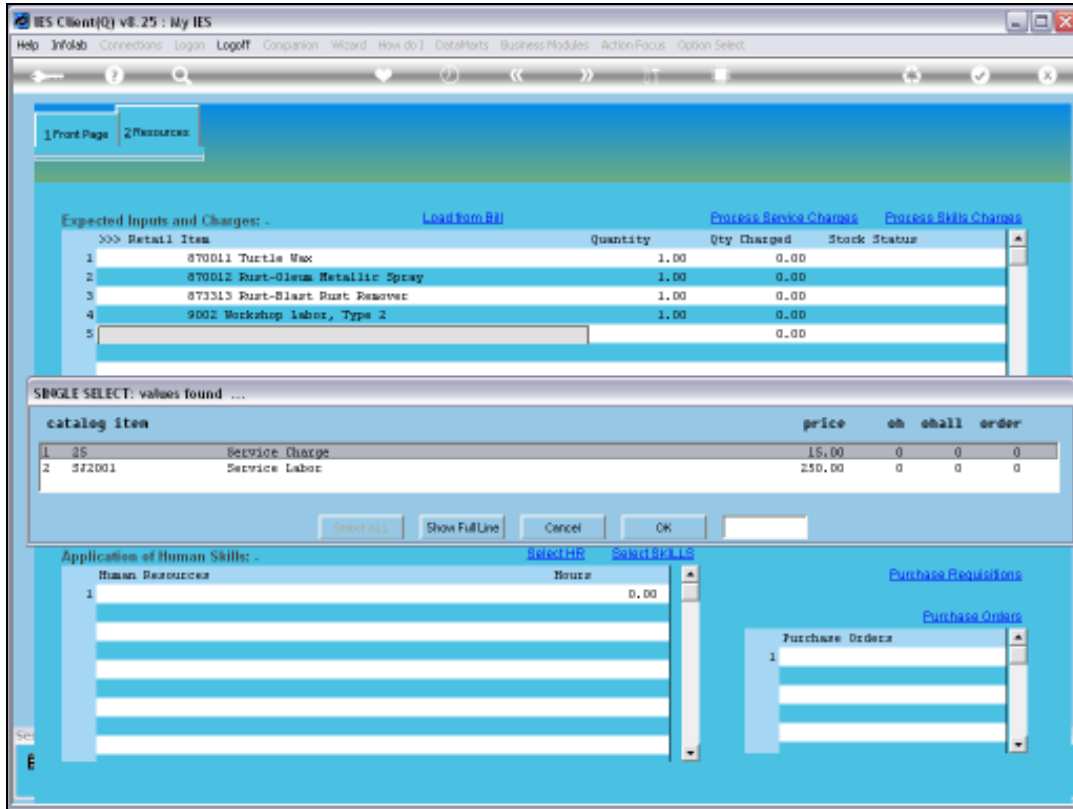 IES Client(Q) v8.25 : My IES
Help Infolab Connections Logon Logoff Companion Wizard How do I DataMarts Business Modules Action Focus Option Select
1 Front Page 2 Resources
Expected Inputs and Charges: - Load from Bill Process Service Charges Process Skills Charges
>>> Retail Item Quantity Qty Charged Stock Status
1 870011 Turtle Wax 1.00 0.00
2 870012 Rust-Oleum Metallic Spray 1.00 0.00
3 873313 Rust-Blast Rust Remover 1.00 0.00
4 9002 Workshop labor, Type 2 1.00 0.00
5 0.00
SINGLE SELECT: values found ...
catalog item price oh ohall order
1 25 Service Charge 15.00 0 0 0
2 SJ2001 Service Labor 250.00 0 0 0
Select ALL Show Full Line Cancel OK
Application of Human Skills: - Select HR Select SKILLS
Human Resources Hours
1 0.00
Purchase Requisitions
Purchase Orders
Purchase Orders
1